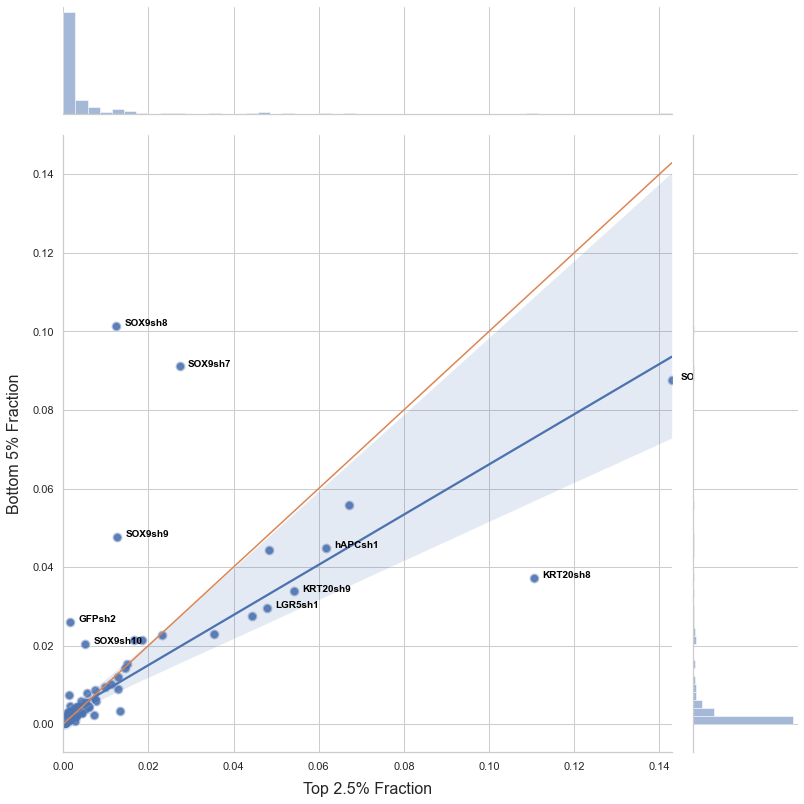 0.14
0.12
SOX9sh8
0.10
SOX9sh7
SO
0.08
0.06
SOX9sh9
hAPCsh1
0.04
KRT20sh8
KRT20sh9
LGR5sh1
GFPsh2
0.02
SOX9sh10
0.00
Bottom 5% Fraction
0.00 0.02 0.04 0.06 0.08 0.10 0.12 0.14
Top 2.5% Fraction